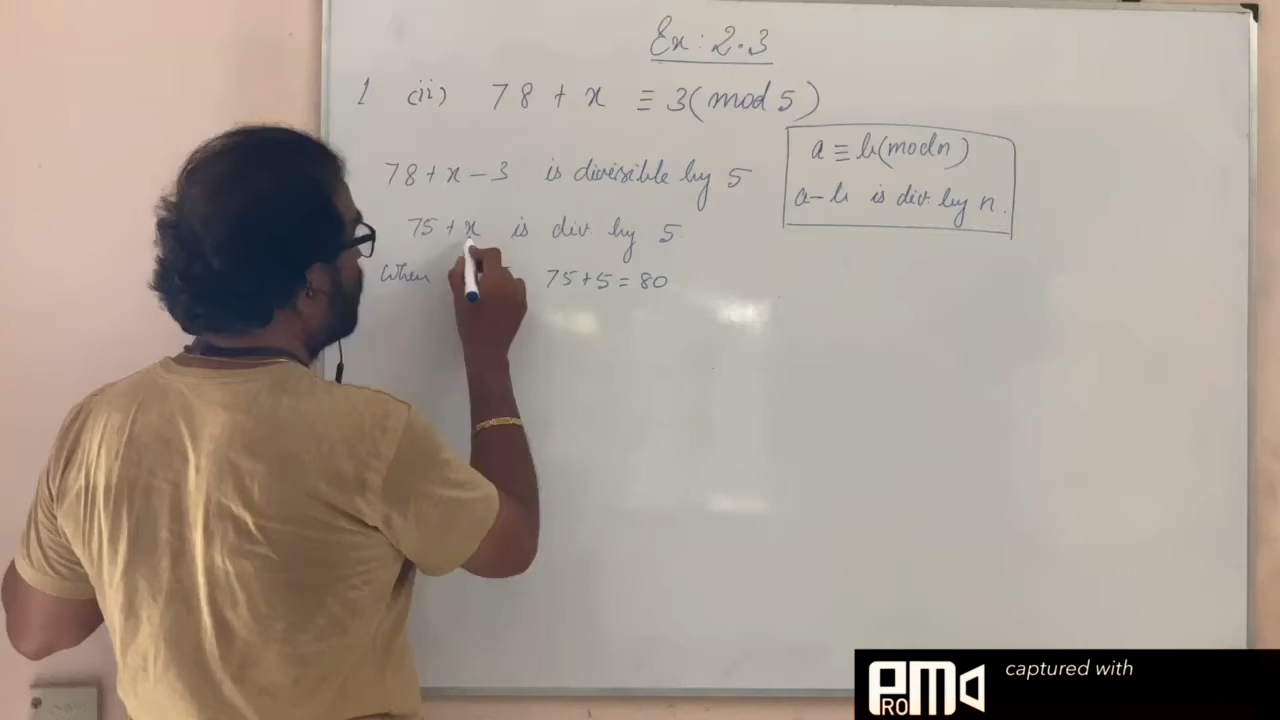 Ex: 2.3
1 (ii) 78 + x ≡ 3(mod 5)
a ≡ b(mod n)
a-b is div. by n.
78 + x - 3 is divisible by 5
75 + x is div. by 5
When 75+5=80
PRO M
captured with